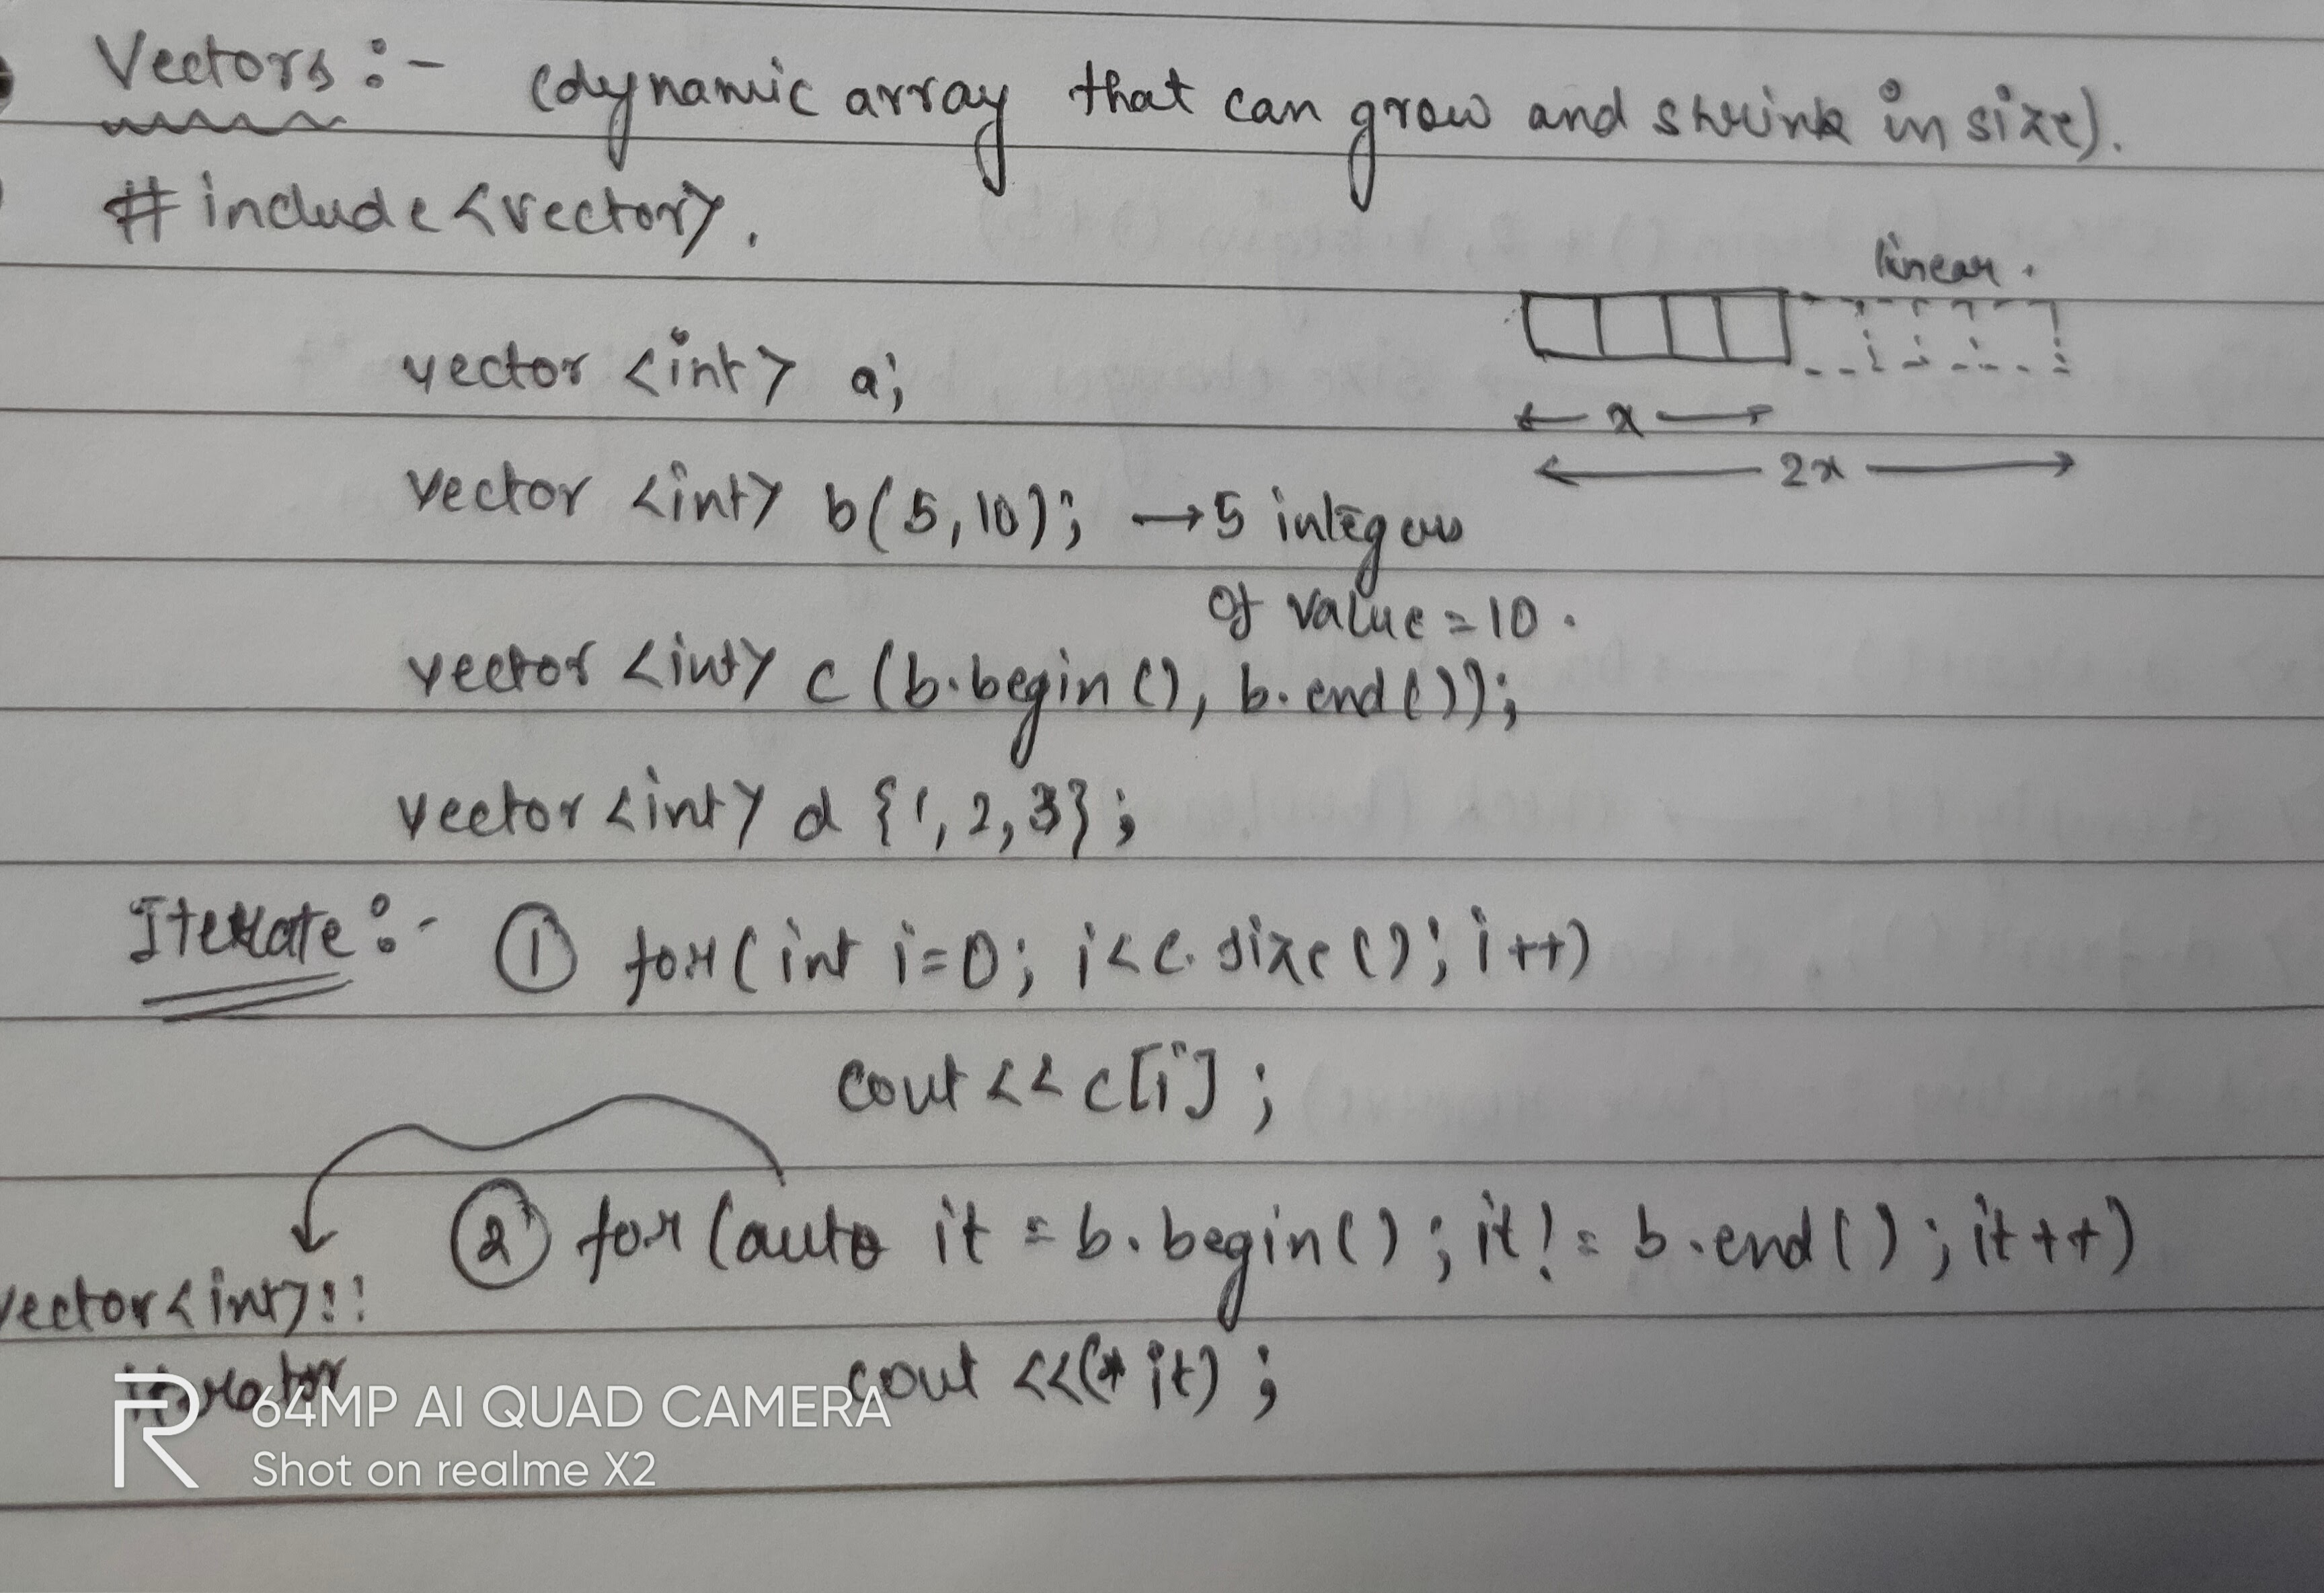 Vectors :- (dynamic array that can grow and shrink in size).
# include <vector>.
linear.
vector <int> a;
x
2x
vector <int> b(5,10); → 5 integers
of value = 10.
vector <int> c (b.begin(), b.end());
vector <int> d {1, 2, 3};
Iterate :- ① for( int i=0; i<c.size(); i++)
cout << c[i];
② for (auto it = b.begin(); it != b.end(); it++)
vector<int>::
iterator
cout <<(* it);
64MP AI QUAD CAMERA
Shot on realme X2